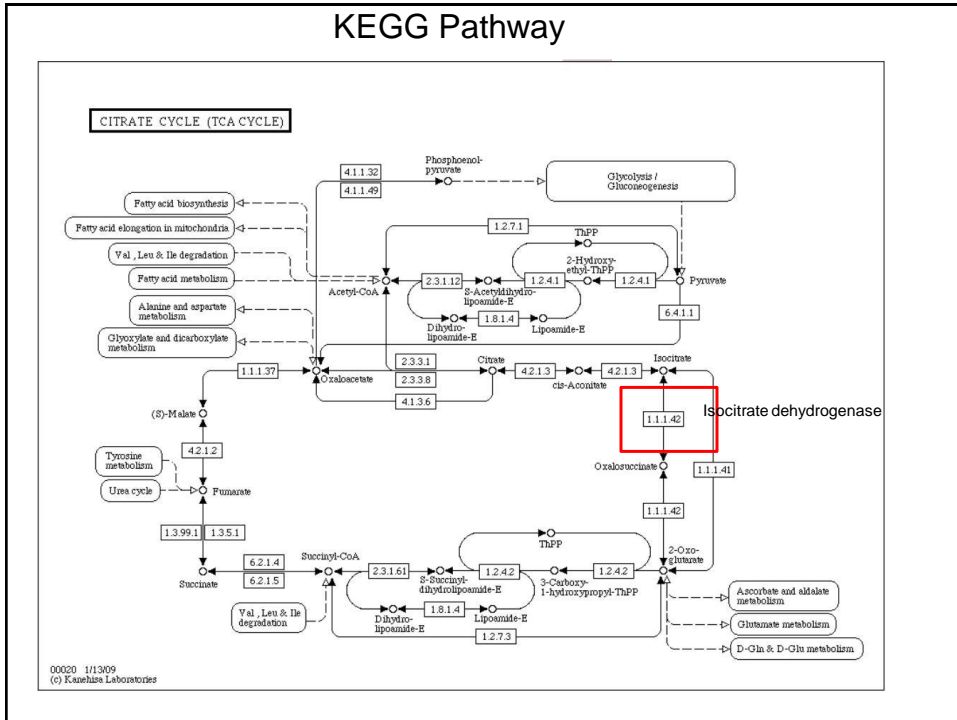 KEGG Pathway
CITRATE CYCLE (TCA CYCLE)
Phosphoenol-
pyruvate
4.1.1.32
4.1.1.49
Glycolysis /
Gluconeogenesis
Fatty acid biosynthesis
Fatty acid elongation in mitochondria
Val , Leu & Ile degradation
Fatty acid metabolism
Alanine and aspartate
metabolism
Glyoxylate and dicarboxylate
metabolism
1.2.7.1
ThPP
2-Hydroxy-
ethyl-ThPP
Acetyl-CoA
2.3.1.12
S-Acetyldihydro-
lipoamide-E
1.2.4.1
1.2.4.1
Pyruvate
Dihydro-
lipoamide-E
1.8.1.4
Lipoamide-E
6.4.1.1
1.1.1.37
Oxaloacetate
2.3.3.1
2.3.3.8
4.1.3.6
Citrate
4.2.1.3
cis-Aconitate
4.2.1.3
Isocitrate
1.1.1.42
Isocitrate dehydrogenase
(S)-Malate
4.2.1.2
Oxalosuccinate
1.1.1.41
Tyrosine
metabolism
Urea cycle
Fumarate
1.1.1.42
1.3.99.1
1.3.5.1
ThPP
6.2.1.4
6.2.1.5
Succinate
Succinyl-CoA
2.3.1.61
S-Succinyl-
dihydrolipoamide-E
1.2.4.2
3-Carboxy-
1-hydroxypropyl-ThPP
1.2.4.2
2-Oxo-
glutarate
Val , Leu & Ile
degradation
Dihydro-
lipoamide-E
1.8.1.4
Lipoamide-E
1.2.7.3
Ascorbate and aldalate
metabolism
Glutamate metabolism
D-Gln & D-Glu metabolism
00020 1/13/09
(c) Kanehisa Laboratories